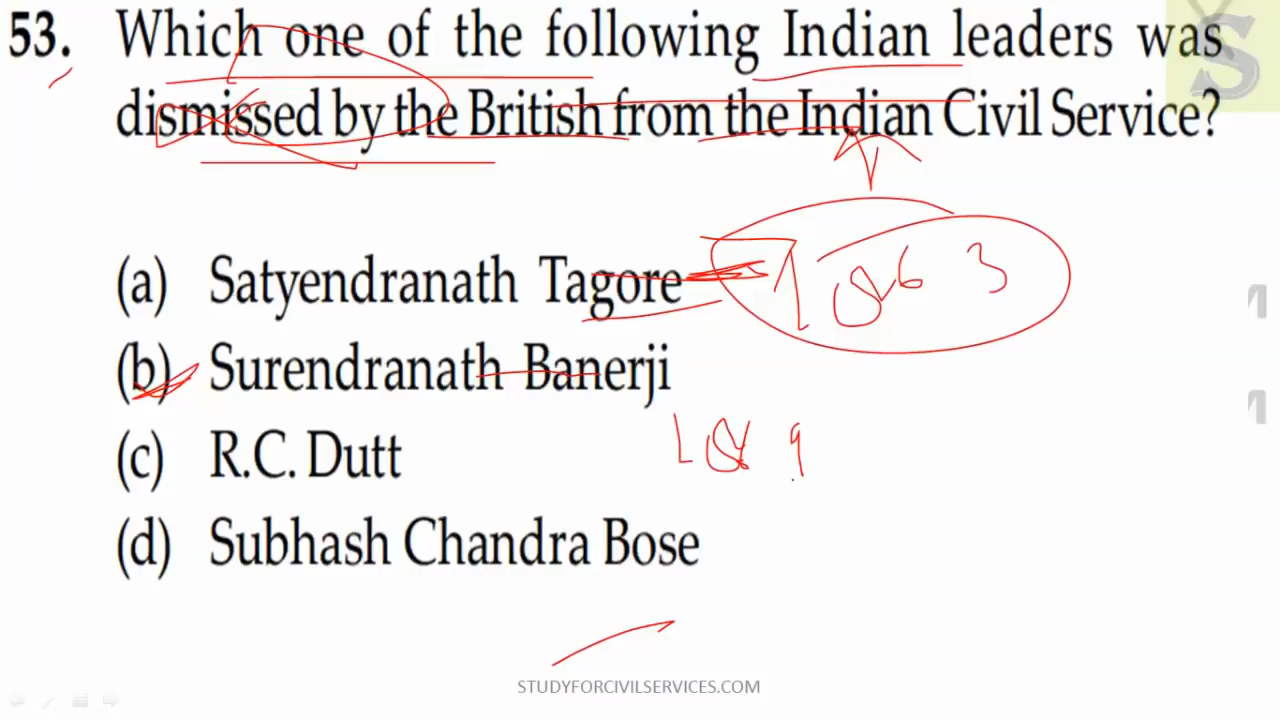 53. Which one of the following Indian leaders was
dismissed by the British from the Indian Civil Service?
(a) Satyendranath Tagore 1863
(b) Surendranath Banerji
(c) R.C. Dutt
(d) Subhash Chandra Bose
STUDYFORCIVILSERVICES.COM